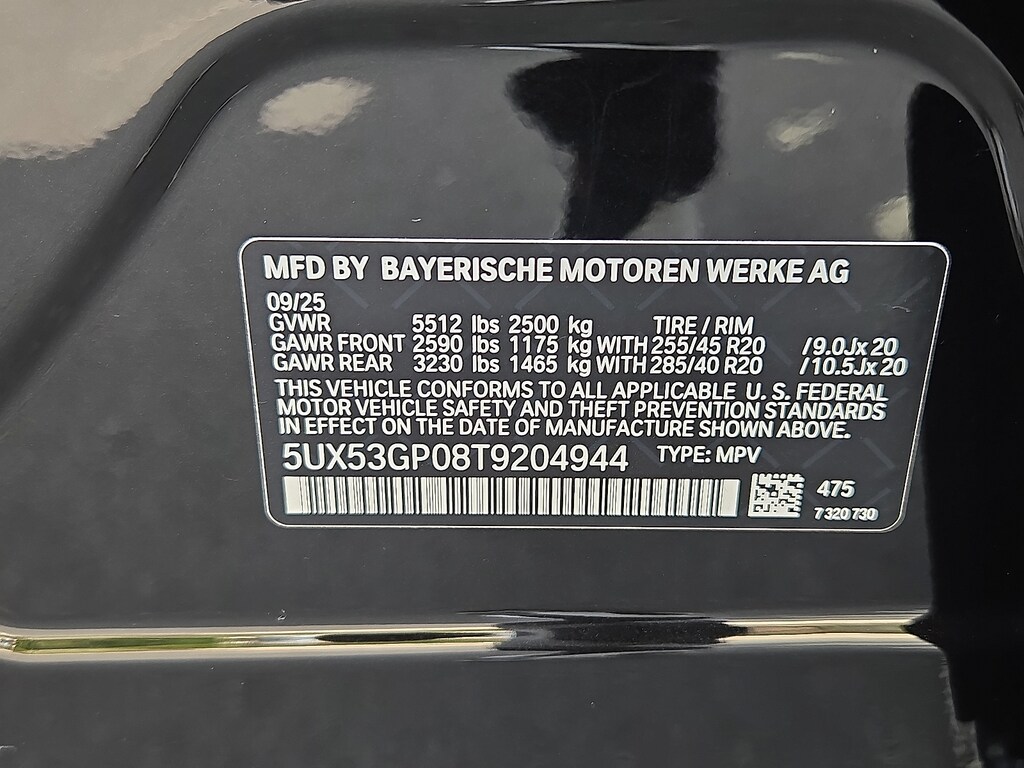 MFD BY BAYERISCHE MOTOREN WERKE AG
09/25
GVWR 5512 lbs 2500 kg TIRE / RIM
GAWR FRONT 2590 lbs 1175 kg WITH 255/45 R20 /9.0Jx20
GAWR REAR 3230 lbs 1465 kg WITH 285/40 R20 /10.5Jx20
THIS VEHICLE CONFORMS TO ALL APPLICABLE U. S. FEDERAL
MOTOR VEHICLE SAFETY AND THEFT PREVENTION STANDARDS
IN EFFECT ON THE DATE OF MANUFACTURE SHOWN ABOVE.
5UX53GP08T9204944 TYPE: MPV
475
7 320 730